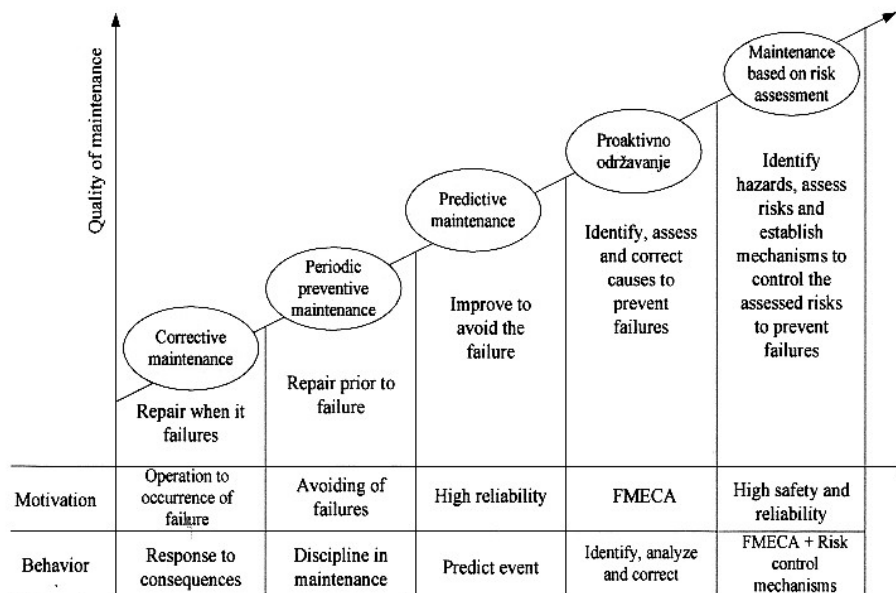 Quality of maintenance
Corrective
maintenance
Repair when it
failures
Periodic
preventive
maintenance
Repair prior to
failure
Predictive
maintenance
Improve to
avoid the
failure
Proaktivno
održavanje
Identify, assess
and correct
causes to
prevent
failures
Maintenance
based on risk
assessment
Identify
hazards, assess
risks and
establish
mechanisms to
control the
assessed risks
to prevent
failures
Motivation
Operation to
occurrence of
failure
Avoiding of
failures
High reliability
FMECA
High safety and
reliability
Behavior
Response to
consequences
Discipline in
maintenance
Predict event
Identify, analyze
and correct
FMECA + Risk
control
mechanisms